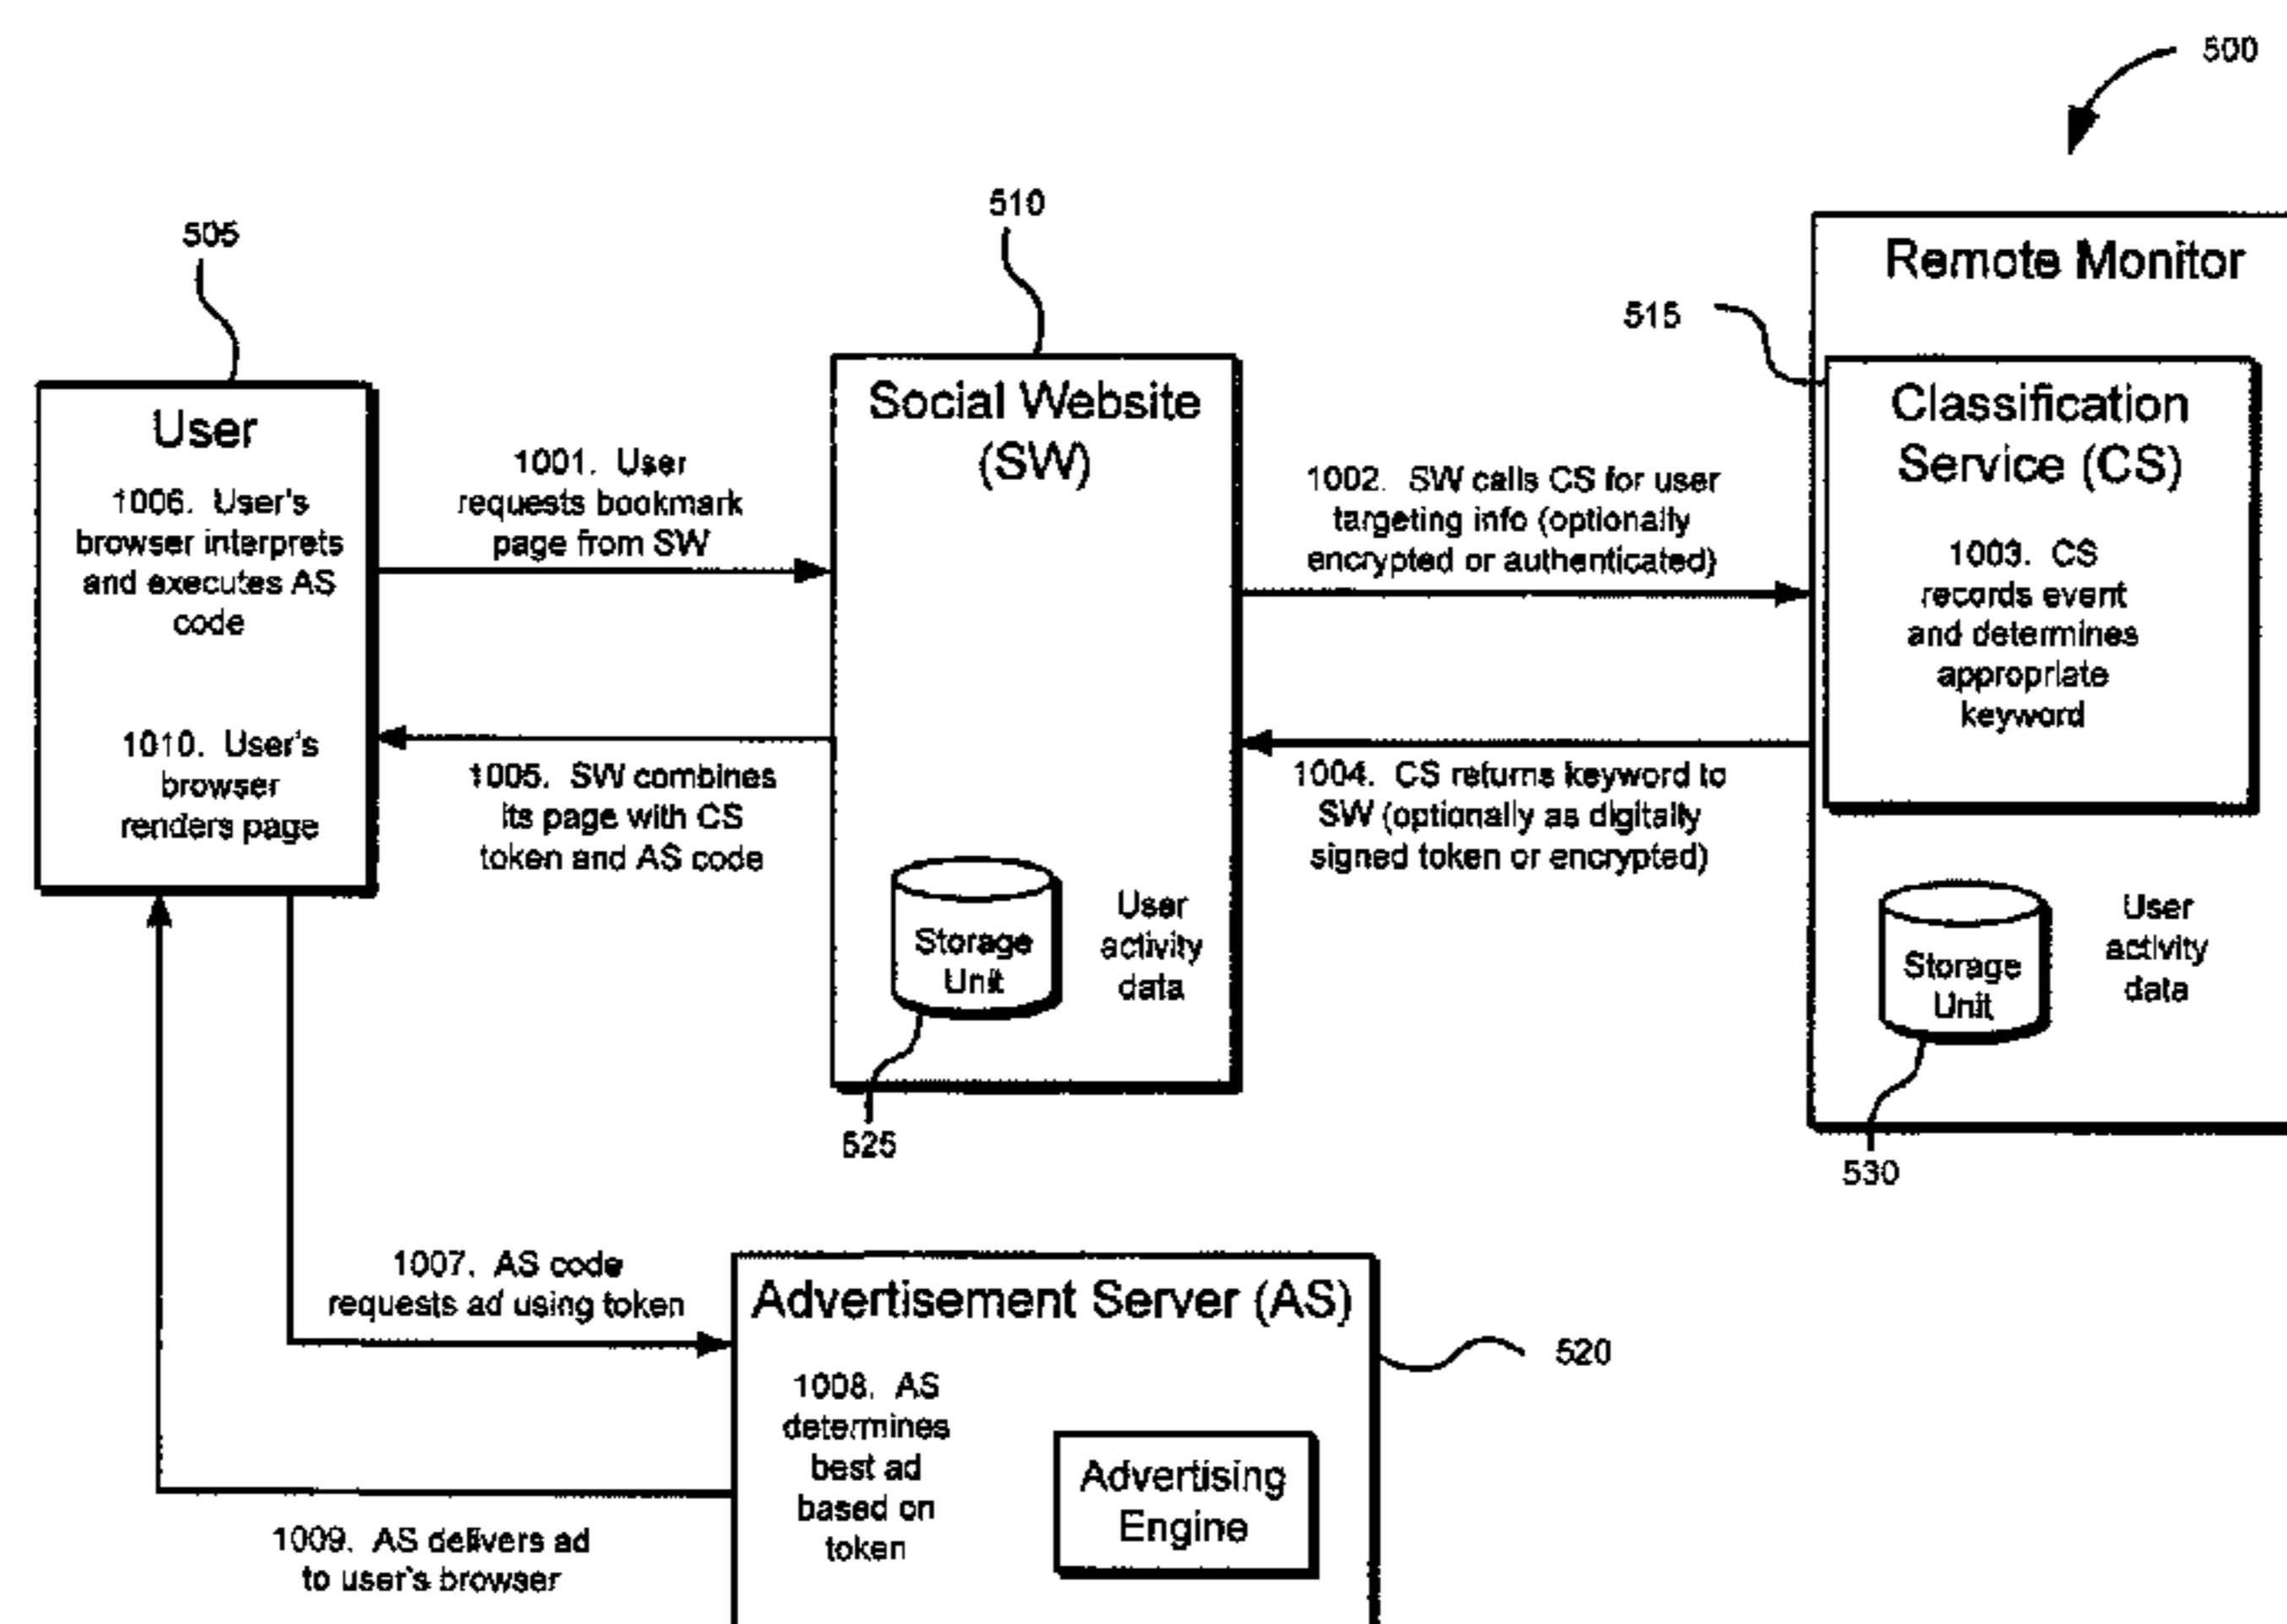 500
505
510
515
Remote Monitor
User
1006. User's
browser interprets
and executes AS
code
1010. User's
browser
renders page
1001. User
requests bookmark
page from SW
1005. SW combines
its page with CS
token and AS code
Social Website
(SW)
Storage
Unit
User
activity
data
525
1002. SW calls CS for user
targeting info (optionally
encrypted or authenticated)
1004. CS returns keyword to
SW (optionally as digitally
signed token or encrypted)
Classification
Service (CS)
1003. CS
records event
and determines
appropriate
keyword
Storage
Unit
User
activity
data
530
1007. AS code
requests ad using token
1009. AS delivers ad
to user's browser
Advertisement Server (AS)
1008. AS
determines
best ad
based on
token
Advertising
Engine
520